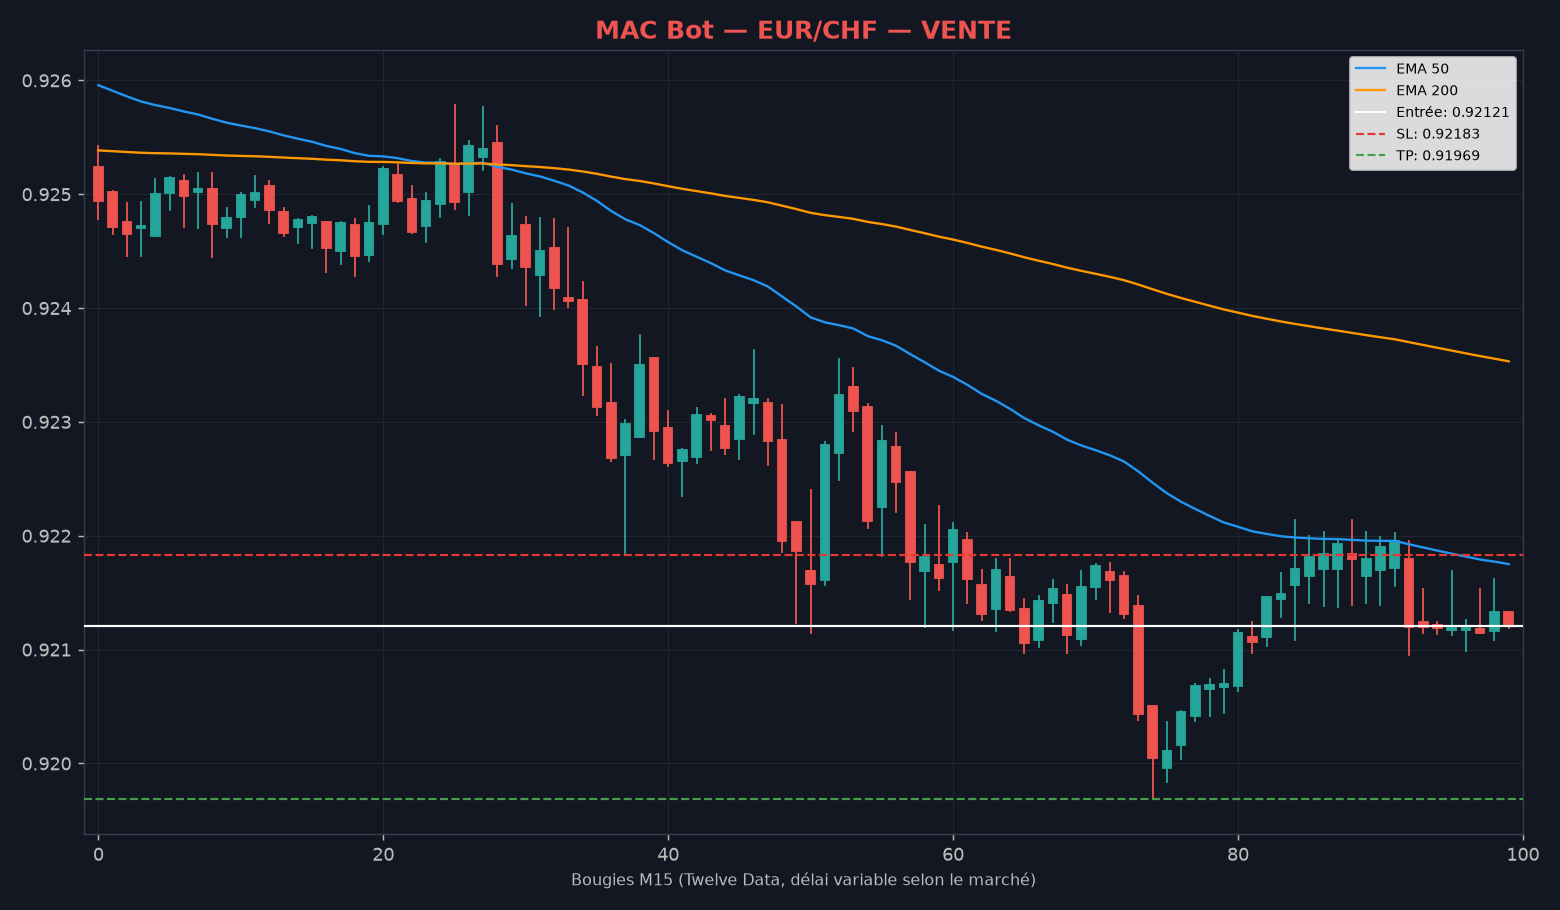 MAC Bot — EUR/CHF — VENTE
EMA 50
EMA 200
Entrée: 0.92121
SL: 0.92183
TP: 0.91969
0.926
0.925
0.924
0.923
0.922
0.921
0.920
0 20 40 60 80 100
Bougies M15 (Twelve Data, délai variable selon le marché)